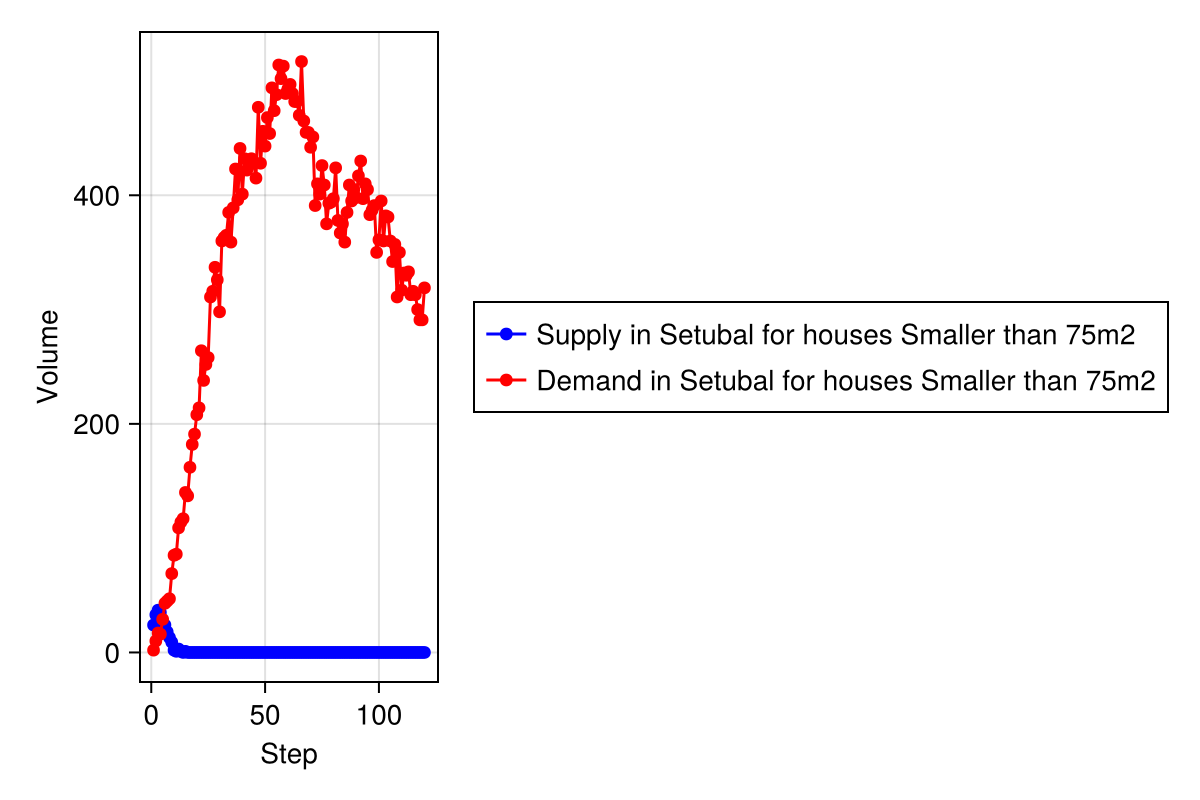 Volume
400
200
0
0 50 100
Step
Supply in Setubal for houses Smaller than 75m2
Demand in Setubal for houses Smaller than 75m2